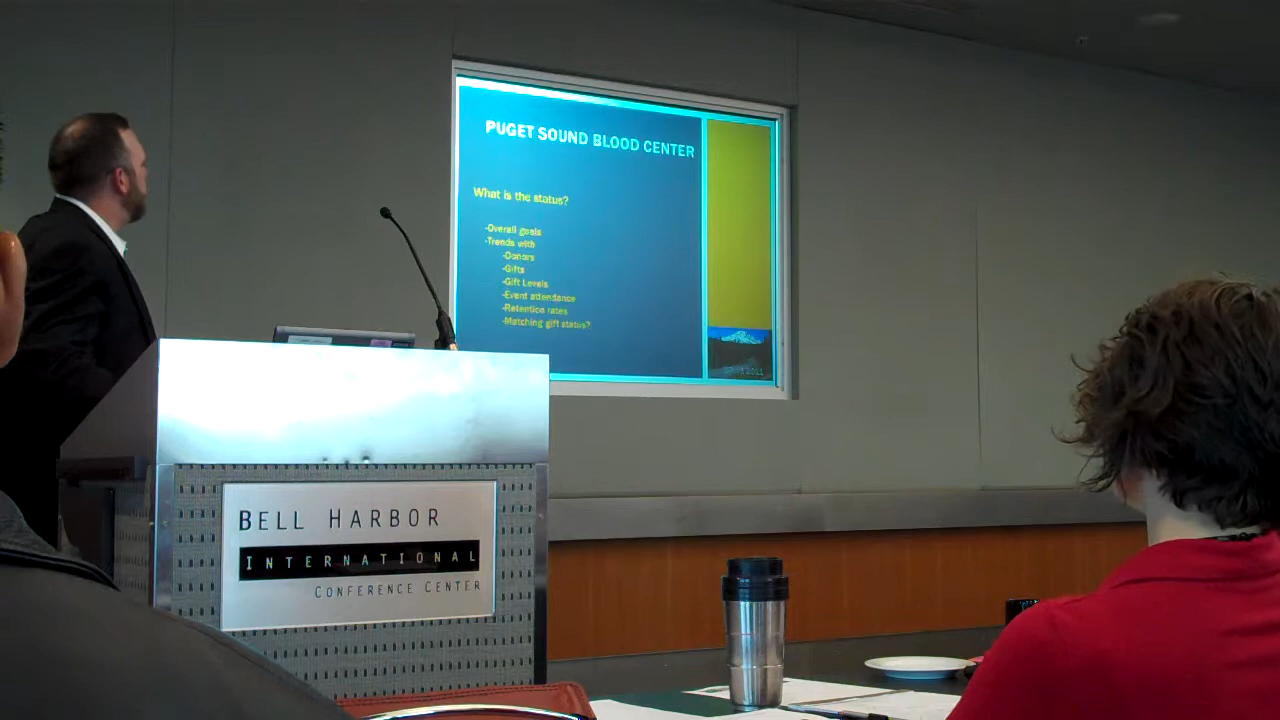 PUGET SOUND BLOOD CENTER
What is the status?
-Overall goals
-Trends with
-Donors
-Gifts
-Gift Levels
-Event attendance
-Retention rates
-Matching gift status?
2011
BELL HARBOR
INTERNATIONAL
CONFERENCE CENTER